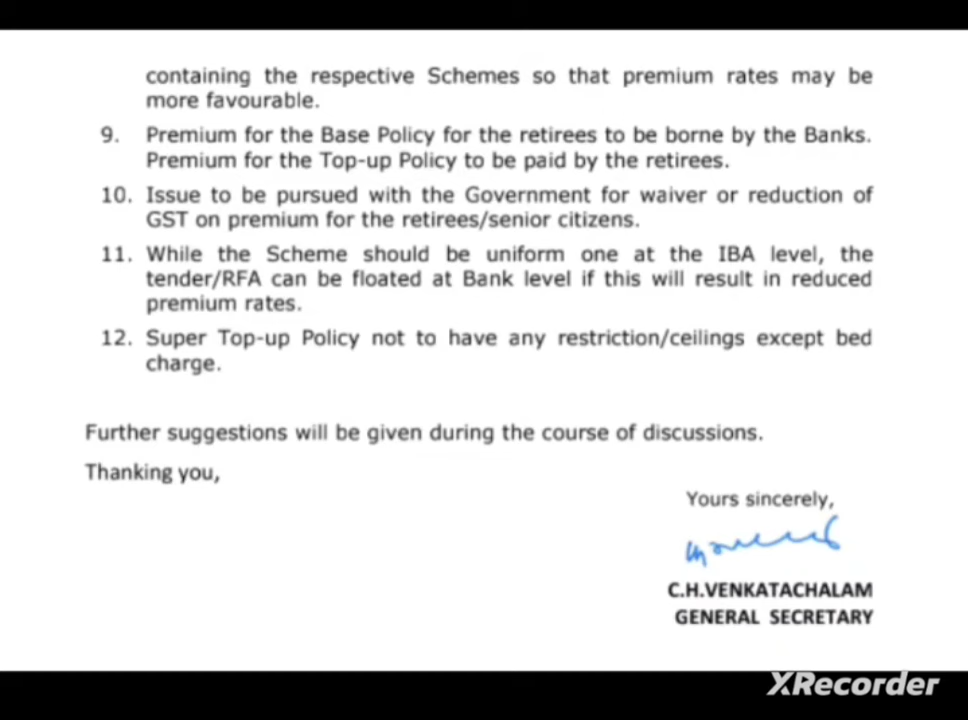 containing the respective Schemes so that premium rates may be
more favourable.
9. Premium for the Base Policy for the retirees to be borne by the Banks.
Premium for the Top-up Policy to be paid by the retirees.
10. Issue to be pursued with the Government for waiver or reduction of
GST on premium for the retirees/senior citizens.
11. While the Scheme should be uniform one at the IBA level, the
tender/RFA can be floated at Bank level if this will result in reduced
premium rates.
12. Super Top-up Policy not to have any restriction/ceilings except bed
charge.
Further suggestions will be given during the course of discussions.
Thanking you,
Yours sincerely,
C.H.VENKATACHALAM
GENERAL SECRETARY
XRecorder